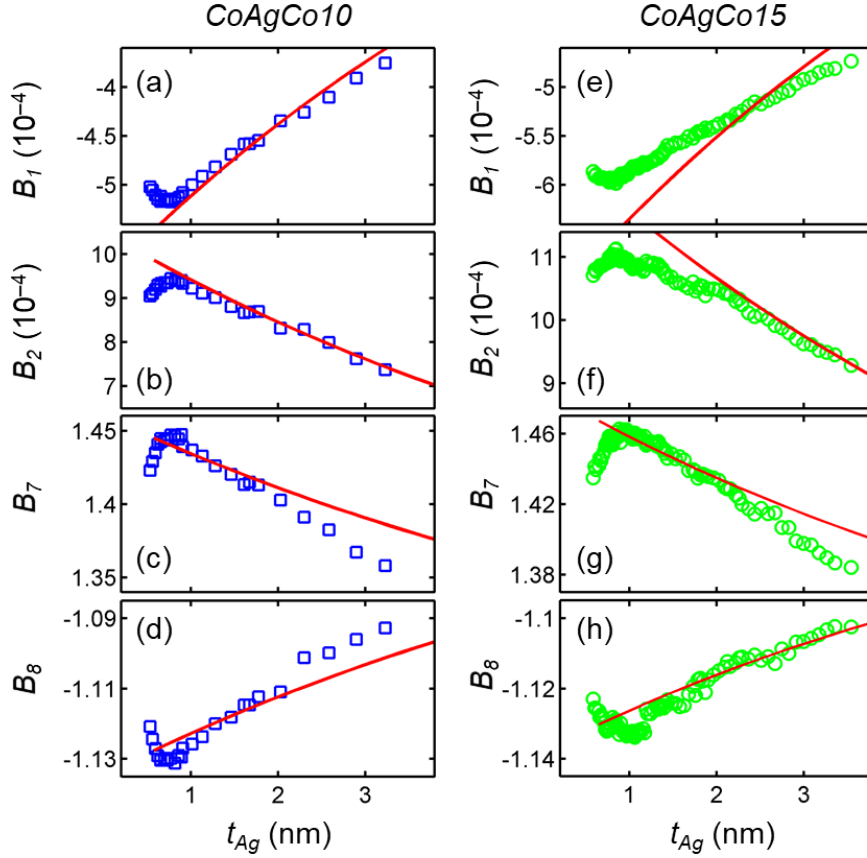 CoAgCo10
CoAgCo15
(a)
-4
-4.5
-5
B1 (10–4)
(e)
-5
-5.5
-6
B1 (10–4)
(b)
10
9
8
7
B2 (10–4)
(f)
11
10
9
B2 (10–4)
(c)
1.45
1.4
1.35
B7
(g)
1.46
1.42
1.38
B7
(d)
-1.09
-1.11
-1.13
B8
(h)
-1.1
-1.12
-1.14
B8
1 2 3
1 2 3
tAg (nm)
tAg (nm)